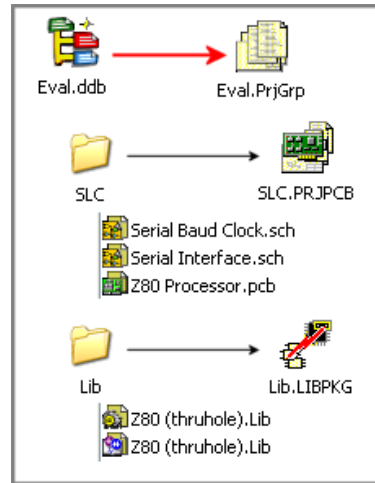 Eval.ddb
Eval.PrjGrp
SLC
SLC.PRJPCB
Serial Baud Clock.sch
Serial Interface.sch
Z80 Processor.pcb
Lib
Lib.LIBPKG
Z80 (thruhole).Lib
Z80 (thruhole).Lib